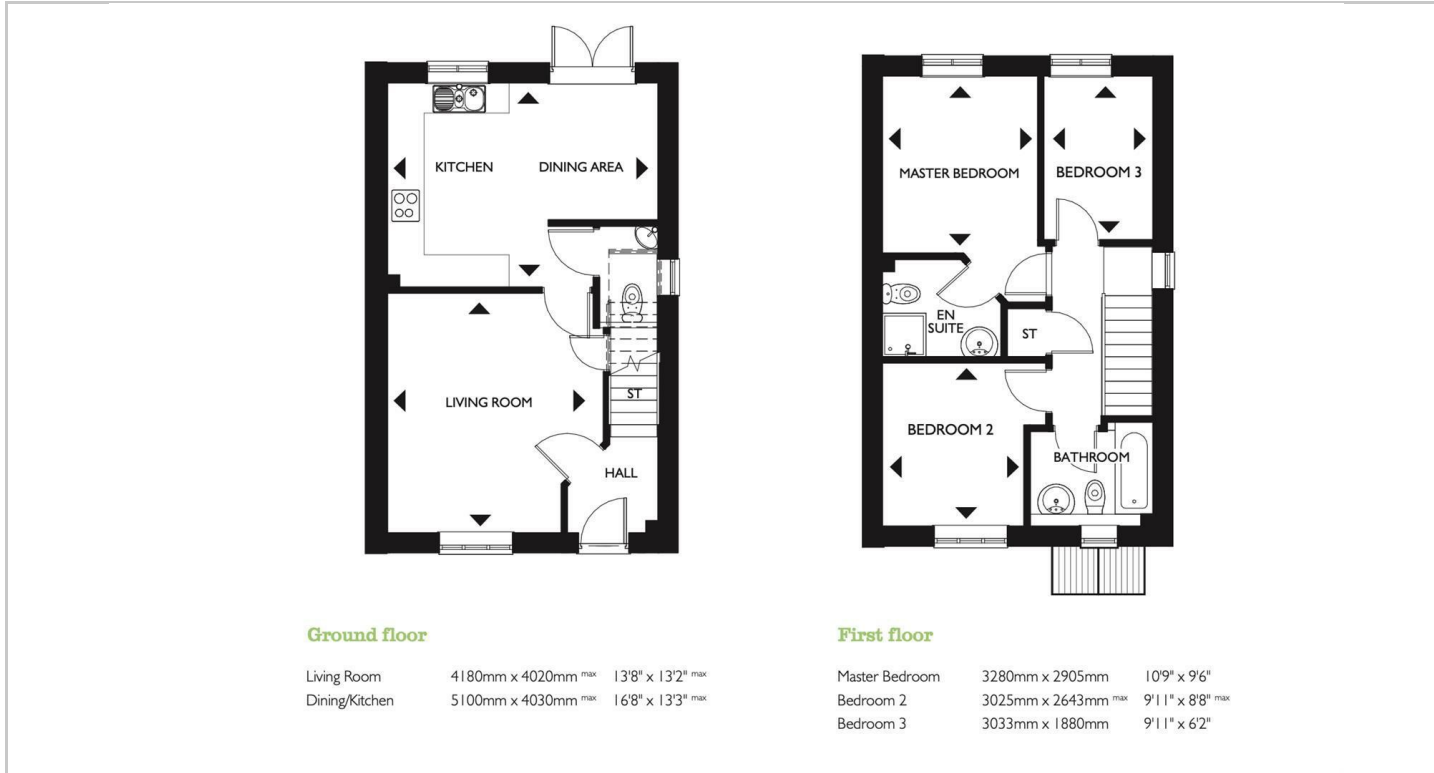 KITCHEN
DINING AREA
LIVING ROOM
ST
HALL
MASTER BEDROOM
BEDROOM 3
EN
SUITE
ST
BEDROOM 2
BATHROOM
Ground floor
Living Room 4180mm x 4020mm max 13'8" x 13'2" max
Dining/Kitchen 5100mm x 4030mm max 16'8" x 13'3" max
First floor
Master Bedroom 3280mm x 2905mm 10'9" x 9'6"
Bedroom 2 3025mm x 2643mm max 9'11" x 8'8" max
Bedroom 3 3033mm x 1880mm 9'11" x 6'2"